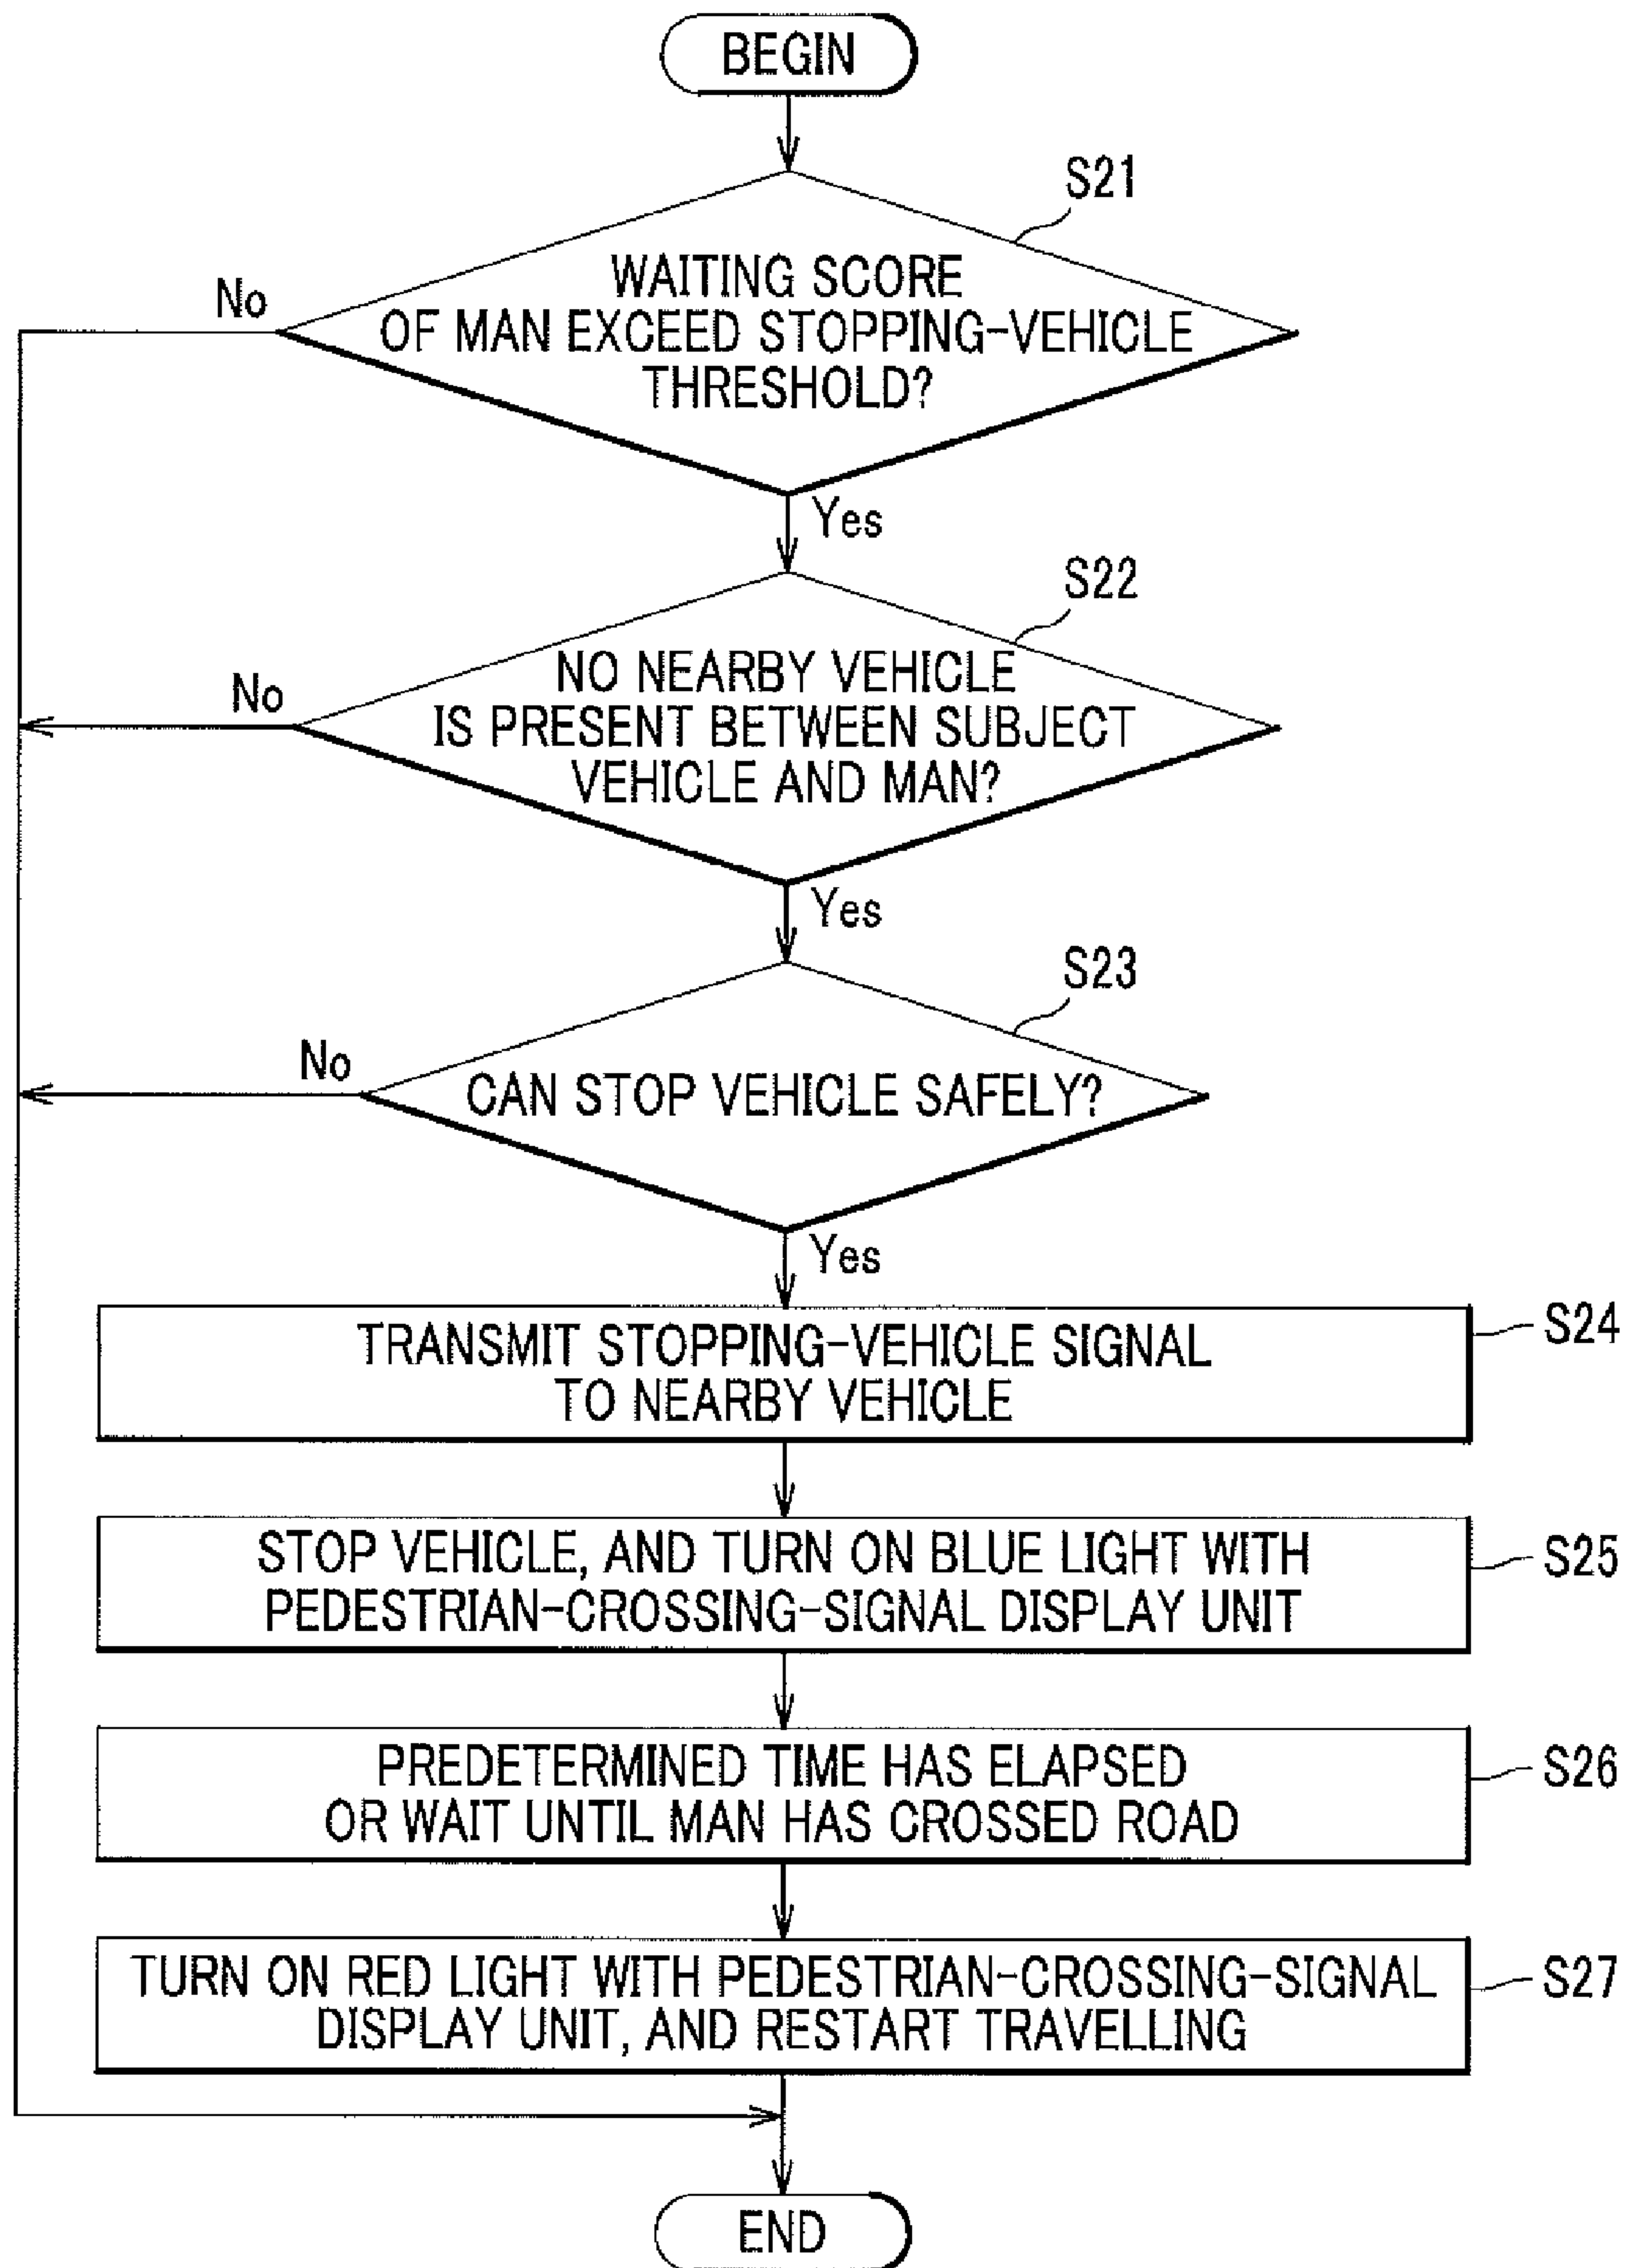 BEGIN
S21
WAITING SCORE
OF MAN EXCEED STOPPING-VEHICLE
THRESHOLD?
No
Yes
S22
NO NEARBY VEHICLE
IS PRESENT BETWEEN SUBJECT
VEHICLE AND MAN?
No
Yes
S23
CAN STOP VEHICLE SAFELY?
No
Yes
TRANSMIT STOPPING-VEHICLE SIGNAL
TO NEARBY VEHICLE
S24
STOP VEHICLE, AND TURN ON BLUE LIGHT WITH
PEDESTRIAN-CROSSING-SIGNAL DISPLAY UNIT
S25
PREDETERMINED TIME HAS ELAPSED
OR WAIT UNTIL MAN HAS CROSSED ROAD
S26
TURN ON RED LIGHT WITH PEDESTRIAN-CROSSING-SIGNAL
DISPLAY UNIT, AND RESTART TRAVELLING
S27
END